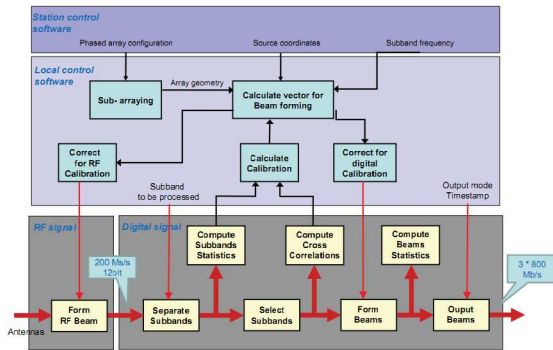 Station control
software
Phased array configuration
Source coordinates
Subband frequency
Local control
software
Sub- arraying
Array geometry
Calculate vector for
Beam forming
Correct
for RF
Calibration
Calculate
Calibration
Correct for
digital
Calibration
Subband
to be processed
Output mode
Timestamp
RF signal
Digital signal
200 Ms/s
12bit
Compute
Subbands
Statistics
Compute
Cross
Correlations
Compute
Beams
Statistics
3 * 800
Mb/s
Antennas
Form
RF Beam
Separate
Subbands
Select
Subbands
Form
Beams
Ouput
Beams